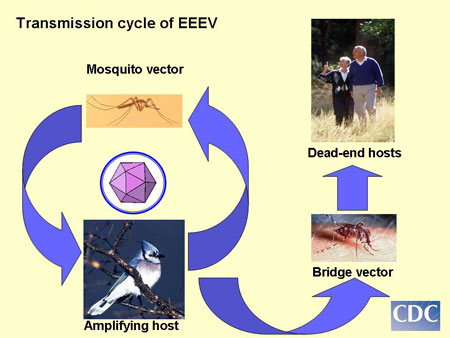 Transmission cycle of EEEV
Mosquito vector
Dead-end hosts
Bridge vector
Amplifying host
CDC